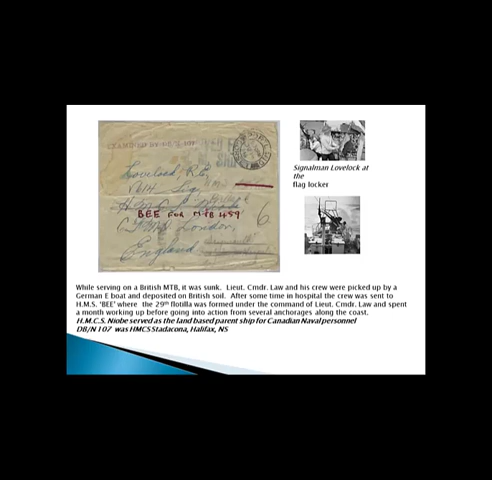 BEE FOR MTB 459
London,
England
6
Signalman Lovelock at
the
flag locker
While serving on a British MTB, it was sunk. Lieut. Cmdr. Law and his crew were picked up by a
German E boat and deposited on British soil. After some time in hospital the crew was sent to
H.M.S. 'BEE' where the 29th flotilla was formed under the command of Lieut. Cmdr. Law and spent
a month working up before going into action from several anchorages along the coast.
H.M.C.S. Niobe served as the land based parent ship for Canadian Naval personnel
DB/N 107 was HMCS Stadacona, Halifax, NS